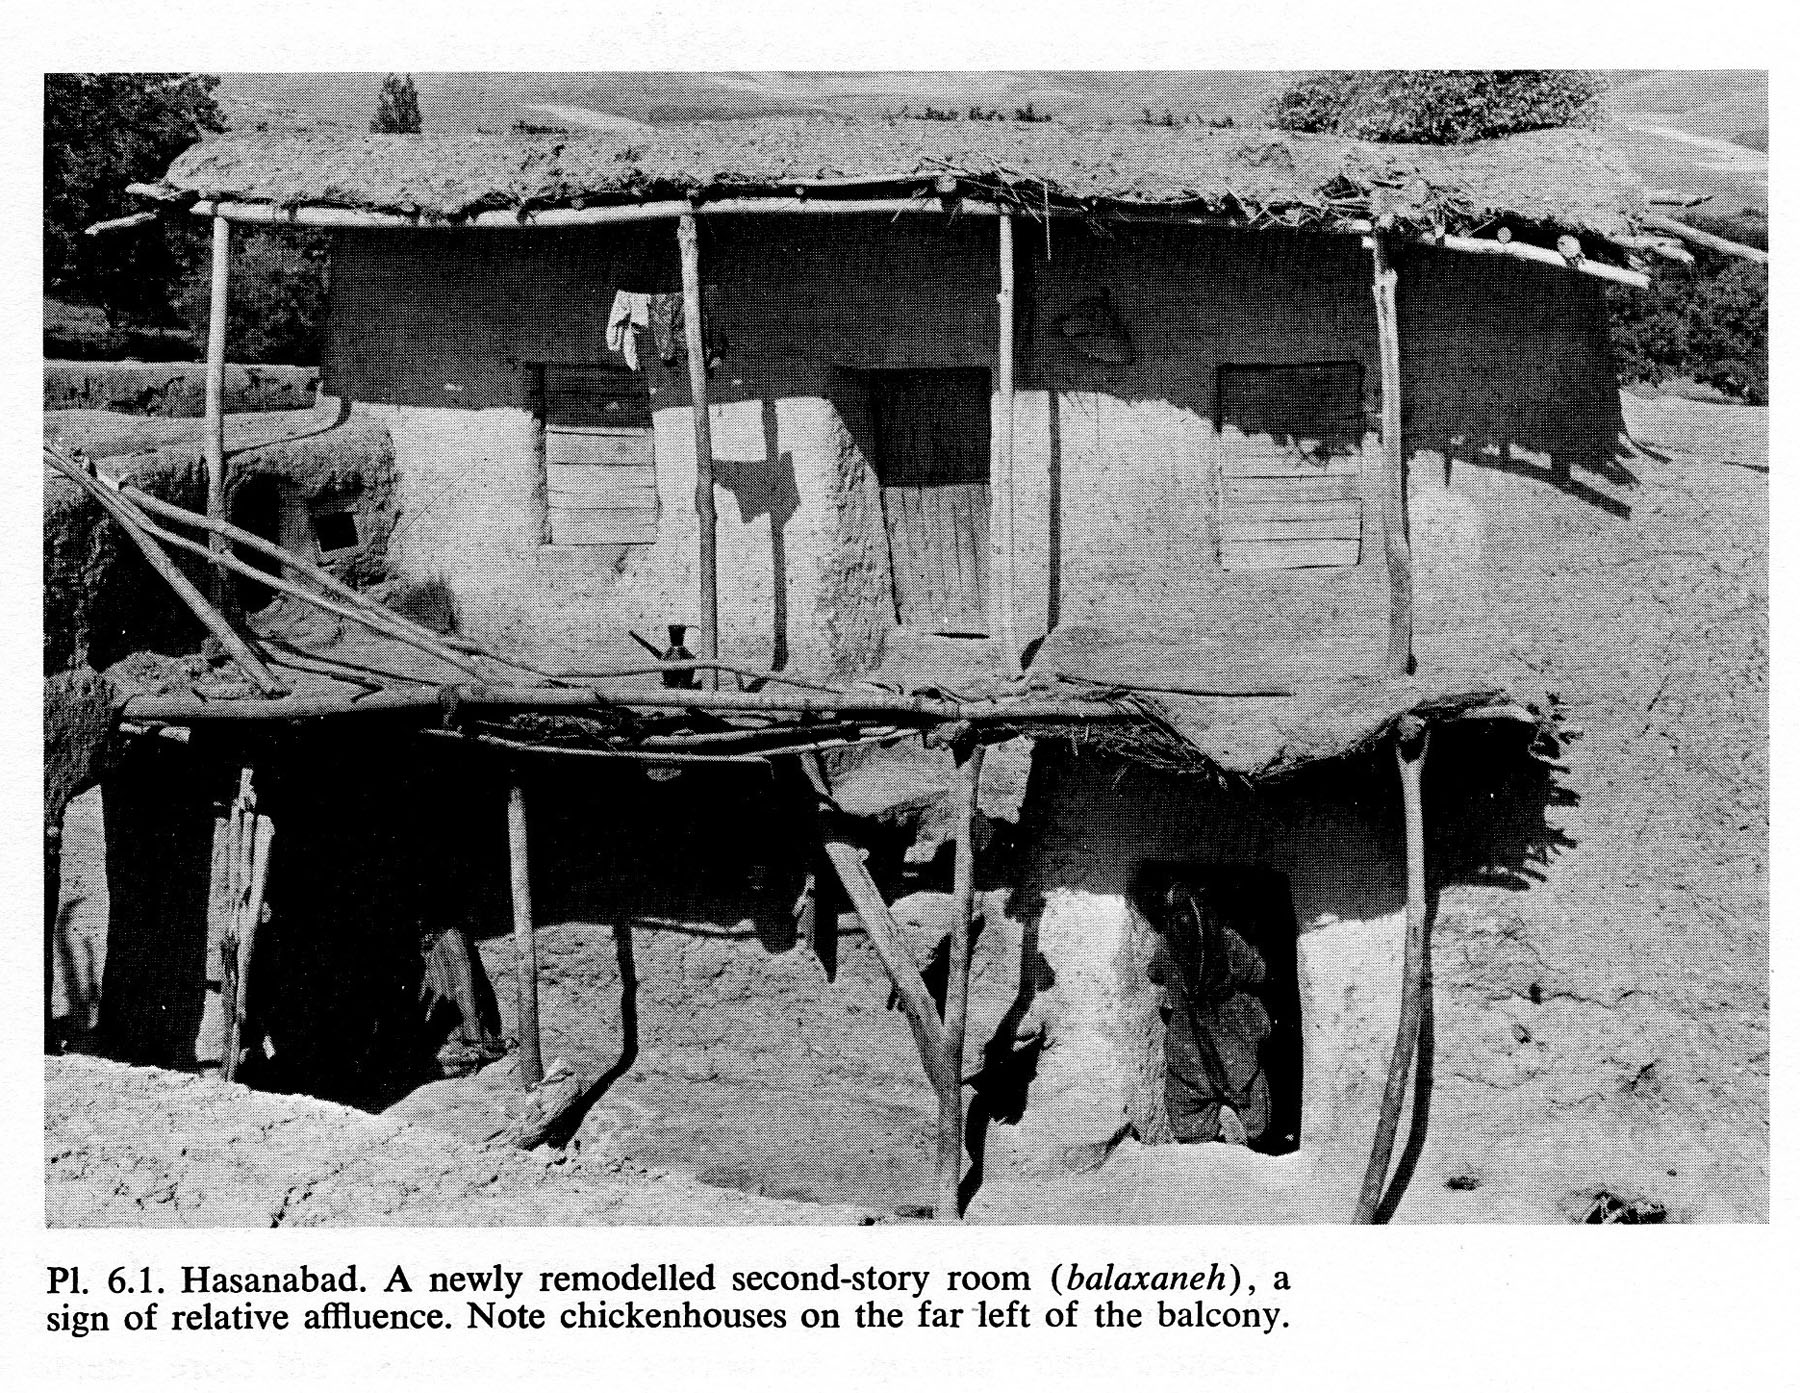 Pl. 6.1. Hasanabad. A newly remodelled second-story room (balaxaneh), a
sign of relative affluence. Note chickenhouses on the far left of the balcony.